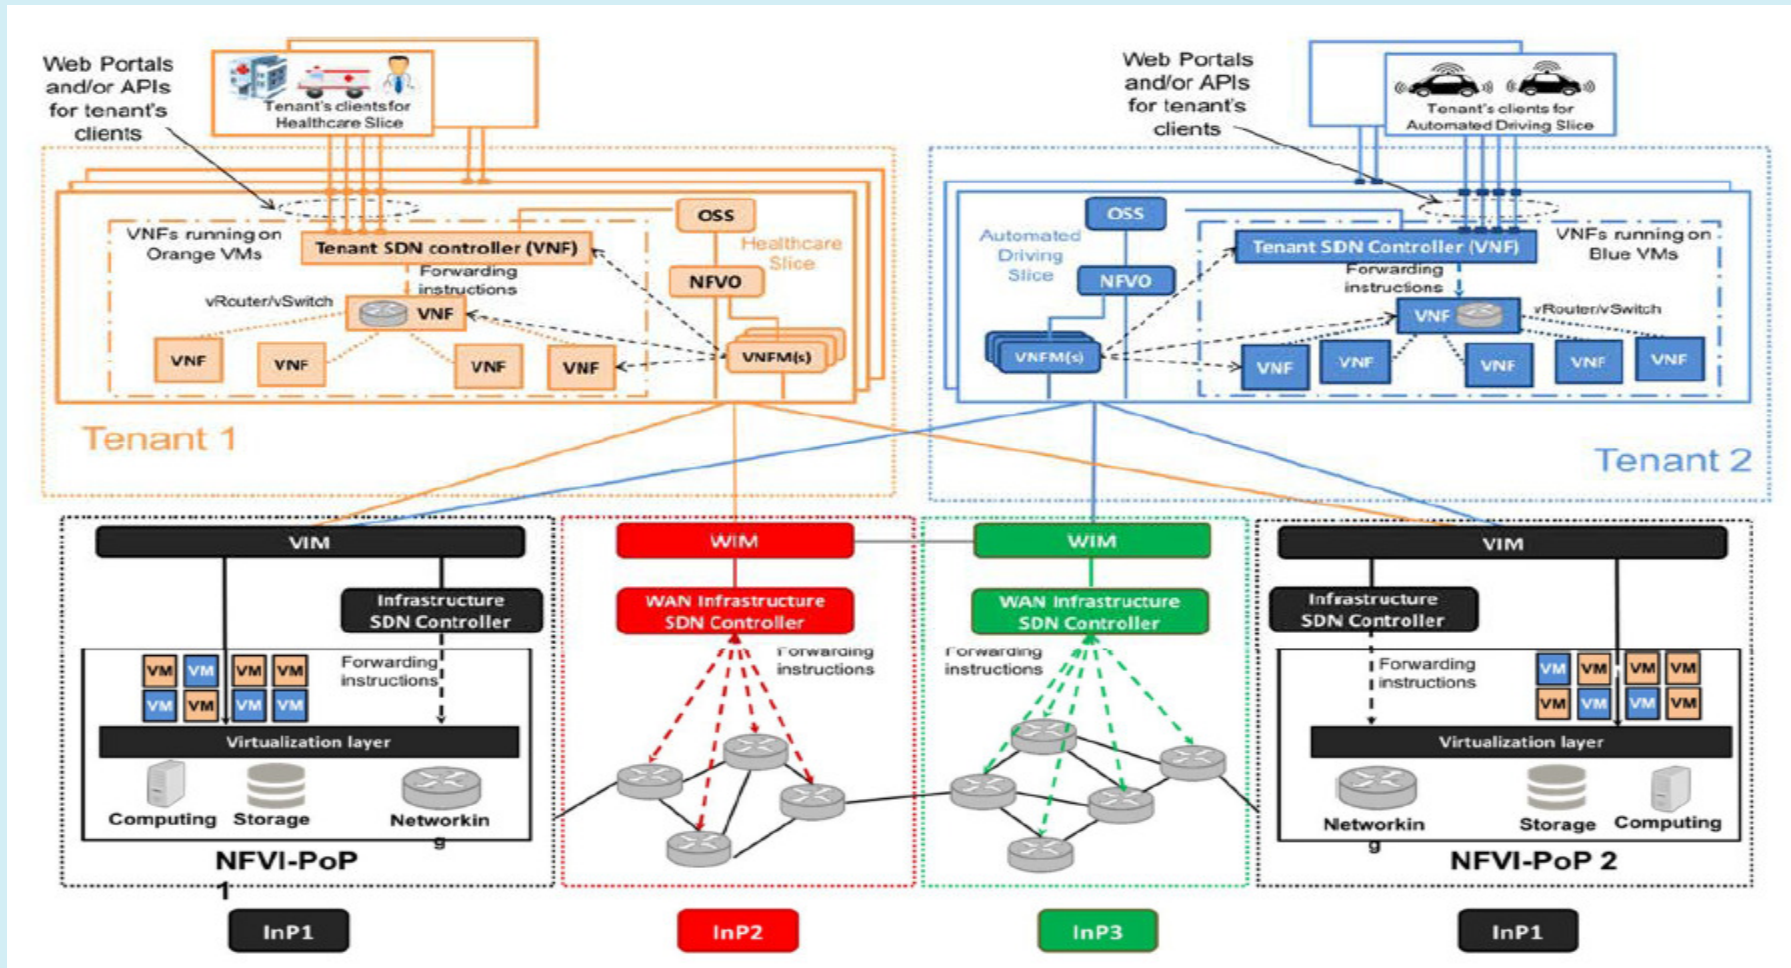 Web Portals
and/or APIs
for tenant's
clients
Tenant's clients for
Healthcare Slice
Web Portals
and/or APIs
for tenant's
clients
Tenant's clients for
Automated Driving Slice
VNFs running on
Orange VMs
Tenant SDN controller (VNF)
Forwarding
instructions
vRouter/vSwitch
VNF
VNF
VNF
VNF
VNF
OSS
Healthcare
Slice
NFVO
VNFM(s)
Tenant 1
OSS
Automated
Driving
Slice
NFVO
VNFM(s)
Tenant SDN Controller (VNF)
VNFs running on
Blue VMs
Forwarding
instructions
VNF
vRouter/vSwitch
VNF
VNF
VNF
VNF
VNF
Tenant 2
VIM
Infrastructure
SDN Controller
VM VM VM VM
VM VM VM VM
Forwarding
instructions
Virtualization layer
Computing
Storage
Networkin
g
NFVI-PoP
1
WIM
WAN Infrastructure
SDN Controller
Forwarding
instructions
WIM
WAN Infrastructure
SDN Controller
Forwarding
instructions
VIM
Infrastructure
SDN Controller
Forwarding
instructions
VM VM VM VM
VM VM VM VM
Virtualization layer
Networkin
g
Storage
Computing
NFVI-PoP 2
InP1
InP2
InP3
InP1